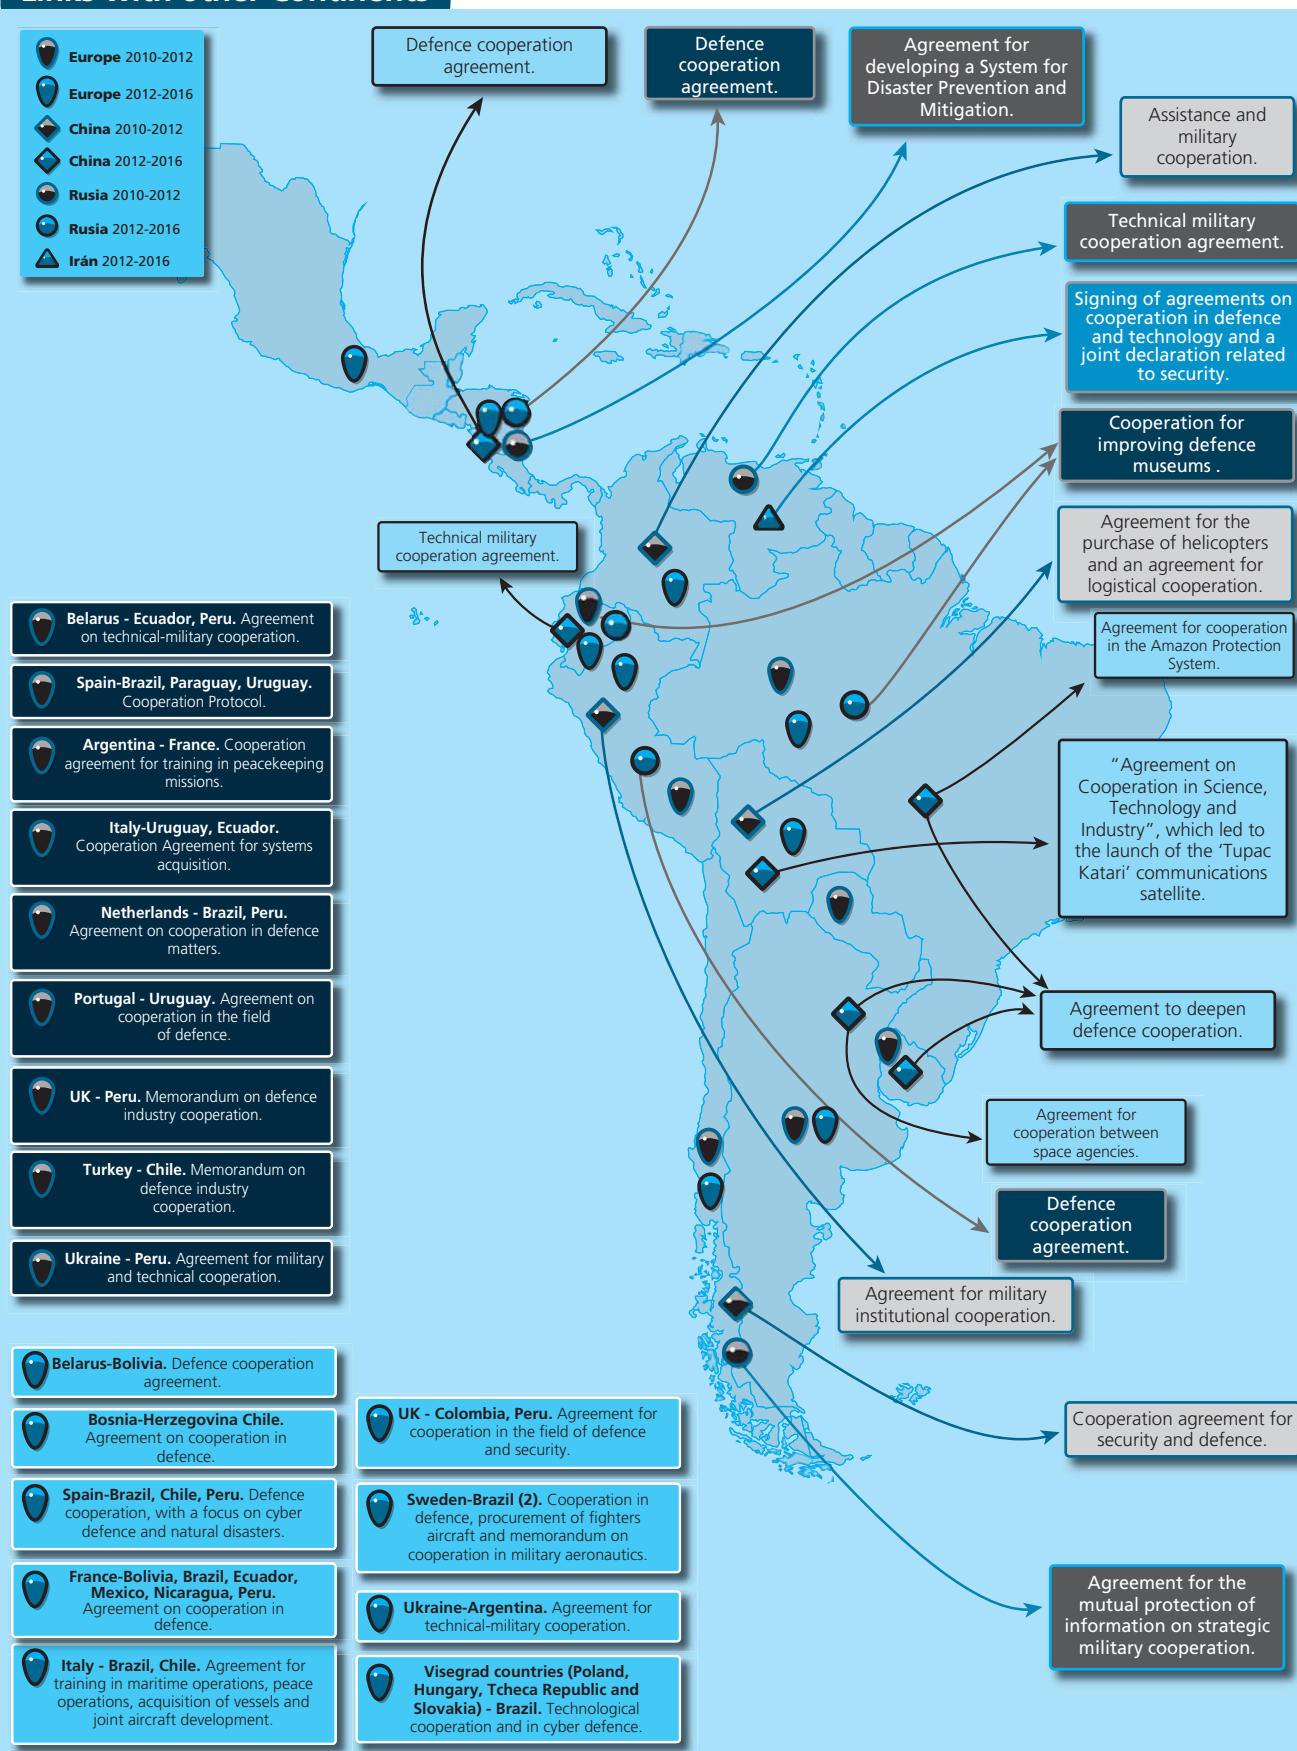 Links with other Continents
Europe 2010-2012
Europe 2012-2016
China 2010-2012
China 2012-2016
Rusia 2010-2012
Rusia 2012-2016
Irán 2012-2016
Defence cooperation
agreement.
Defence
cooperation
agreement.
Agreement for
developing a System for
Disaster Prevention and
Mitigation.
Assistance and
military
cooperation.
Technical military
cooperation agreement.
Signing of agreements on
cooperation in defence
and technology and a
joint declaration related
to security.
Cooperation for
improving defence
museums .
Technical military
cooperation agreement.
Agreement for the
purchase of helicopters
and an agreement for
logistical cooperation.
Agreement for cooperation
in the Amazon Protection
System.
“Agreement on
Cooperation in Science,
Technology and
Industry”, which led to
the launch of the ‘Tupac
Katari’ communications
satellite.
Agreement to deepen
defence cooperation.
Agreement for
cooperation between
space agencies.
Defence
cooperation
agreement.
Agreement for military
institutional cooperation.
Cooperation agreement for
security and defence.
Agreement for the
mutual protection of
information on strategic
military cooperation.
Belarus - Ecuador, Peru. Agreement
on technical-military cooperation.
Spain-Brazil, Paraguay, Uruguay.
Cooperation Protocol.
Argentina - France. Cooperation
agreement for training in peacekeeping
missions.
Italy-Uruguay, Ecuador.
Cooperation Agreement for systems
acquisition.
Netherlands - Brazil, Peru.
Agreement on cooperation in defence
matters.
Portugal - Uruguay. Agreement on
cooperation in the field
of defence.
UK - Peru. Memorandum on defence
industry cooperation.
Turkey - Chile. Memorandum on
defence industry
cooperation.
Ukraine - Peru. Agreement for military
and technical cooperation.
Belarus-Bolivia. Defence cooperation
agreement.
Bosnia-Herzegovina Chile.
Agreement on cooperation in
defence.
Spain-Brazil, Chile, Peru. Defence
cooperation, with a focus on cyber
defence and natural disasters.
France-Bolivia, Brazil, Ecuador,
Mexico, Nicaragua, Peru.
Agreement on cooperation in
defence.
Italy - Brazil, Chile. Agreement for
training in maritime operations, peace
operations, acquisition of vessels and
joint aircraft development.
UK - Colombia, Peru. Agreement for
cooperation in the field of defence
and security.
Sweden-Brazil (2). Cooperation in
defence, procurement of fighters
aircraft and memorandum on
cooperation in military aeronautics.
Ukraine-Argentina. Agreement for
technical-military cooperation.
Visegrad countries (Poland,
Hungary, Tcheca Republic and
Slovakia) - Brazil. Technological
cooperation and in cyber defence.